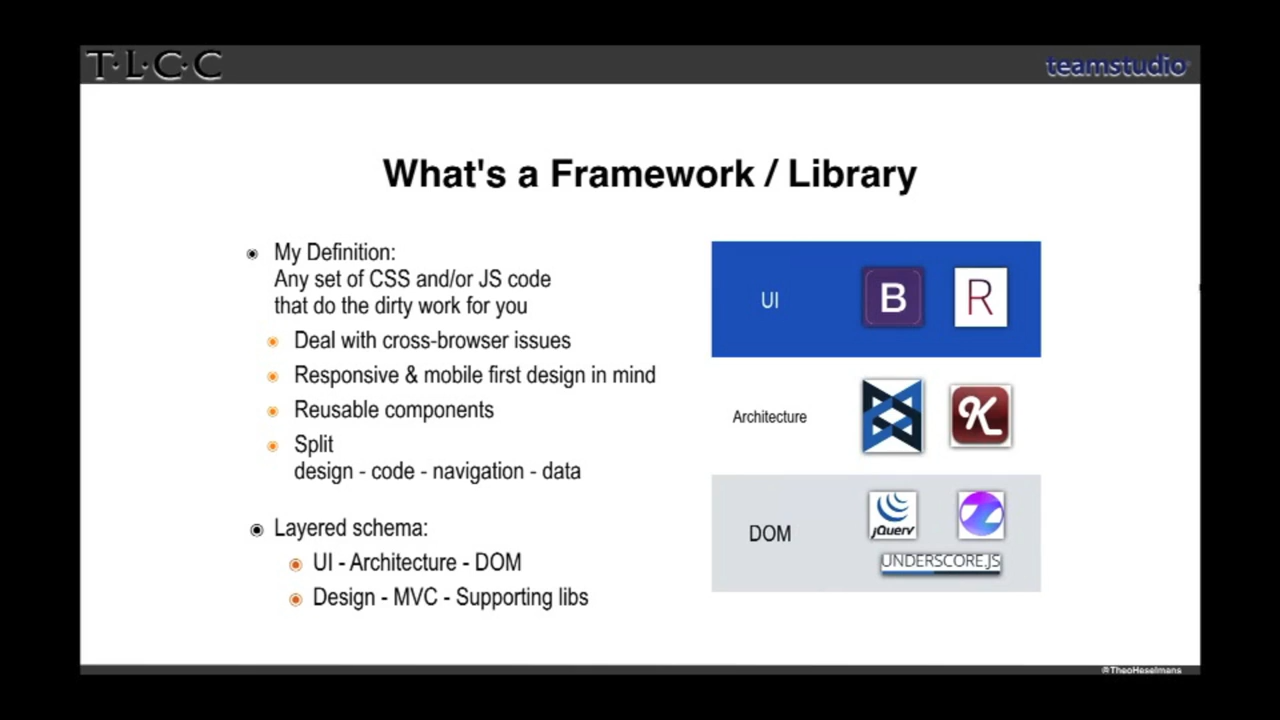 T·L·C·C
teamstudio
What's a Framework / Library
My Definition:
Any set of CSS and/or JS code
that do the dirty work for you
Deal with cross-browser issues
Responsive & mobile first design in mind
Reusable components
Split
design - code - navigation - data
Layered schema:
UI - Architecture - DOM
Design - MVC - Supporting libs
UI
B
R
Architecture
K
DOM
jQuery
UNDERSCORE.JS
@TheoHeselmans